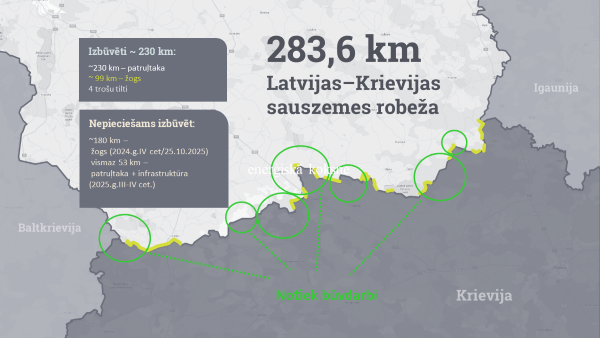 283,6 km
Latvijas–Krievijas
sauszemes robeža
Izbūvēti ~ 230 km:
~230 km – patruļtaka
~ 99 km – žogs
4 trošu tilti
Nepieciešams izbūvēt:
~180 km –
žogs (2024.g.IV cet/25.10.2025)
vismaz 53 km –
patruļtaka + infrastruktūra
(2025.g.III-IV cet.)
Igaunija
Baltkrievija
Krievija